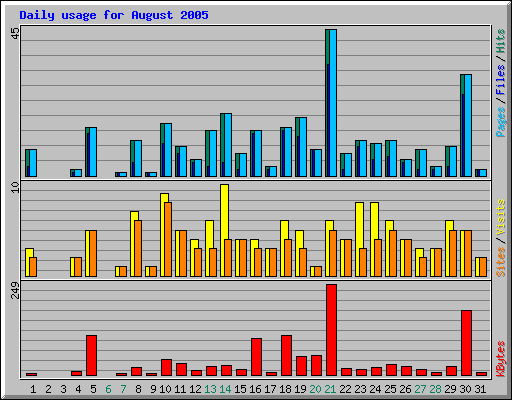 Daily usage for August 2005
45
Pages/Files/Hits
10
Sites/Visits
249
KBytes
1 2 3 4 5 6 7 8 9 10 11 12 13 14 15 16 17 18 19 20 21 22 23 24 25 26 27 28 29 30 31